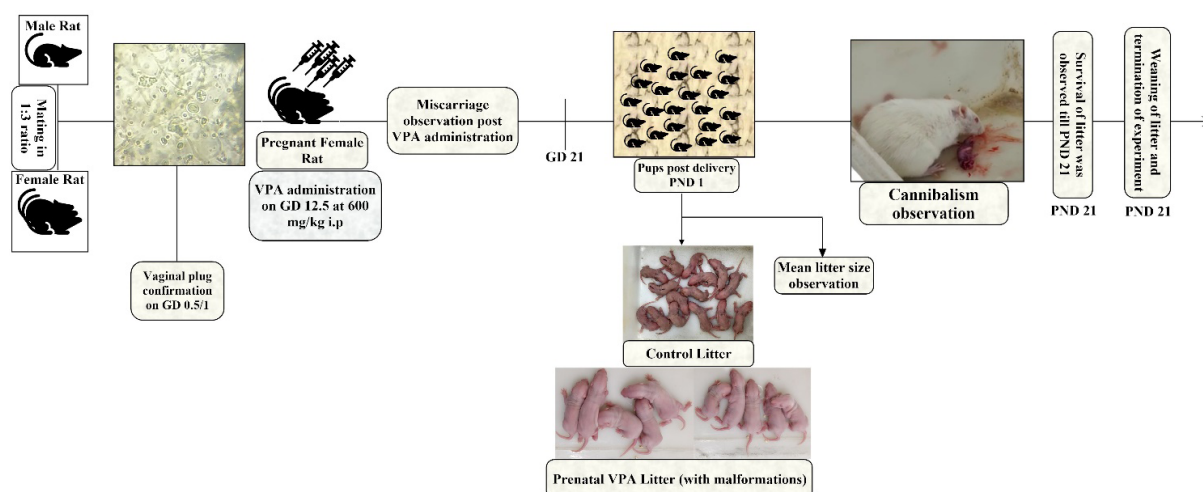 Male Rat
Mating in
1:3 ratio
Female Rat
Vaginal plug
confirmation
on GD 0.5/1
Pregnant Female
Rat
VPA administration
on GD 12.5 at 600
mg/kg i.p
Miscarriage
observation post
VPA administration
GD 21
Pups post delivery
PND 1
Control Litter
Prenatal VPA Litter (with malformations)
Mean litter size
observation
Cannibalism
observation
Survival of litter was
observed till PND 21
PND 21
Weaning of litter and
termination of experiment
PND 21